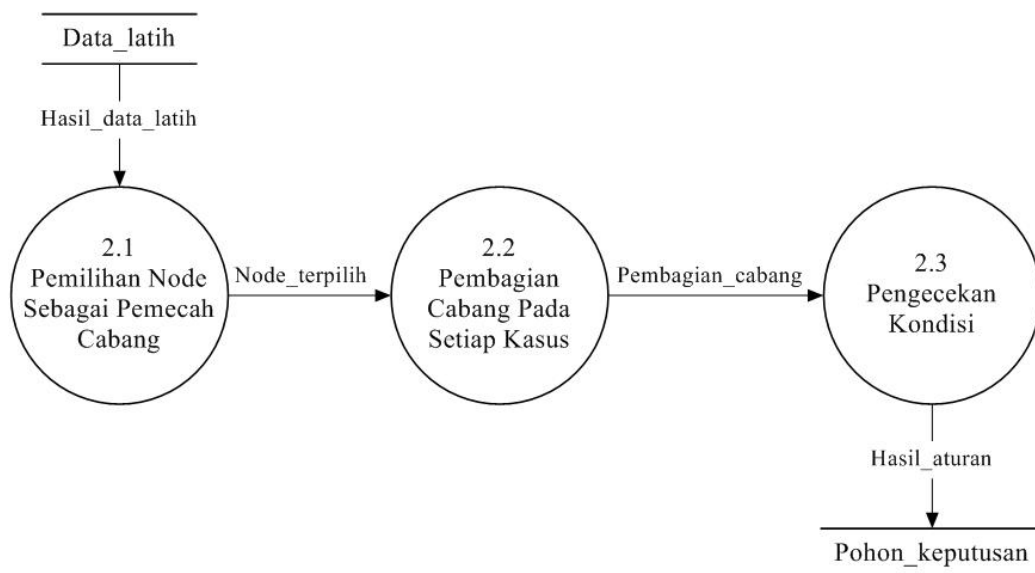 Data_latih
Hasil_data_latih
2.1
Pemilihan Node
Sebagai Pemecah
Cabang
Node_terpilih
2.2
Pembagian
Cabang Pada
Setiap Kasus
Pembagian_cabang
2.3
Pengecekan
Kondisi
Hasil_aturan
Pohon_keputusan